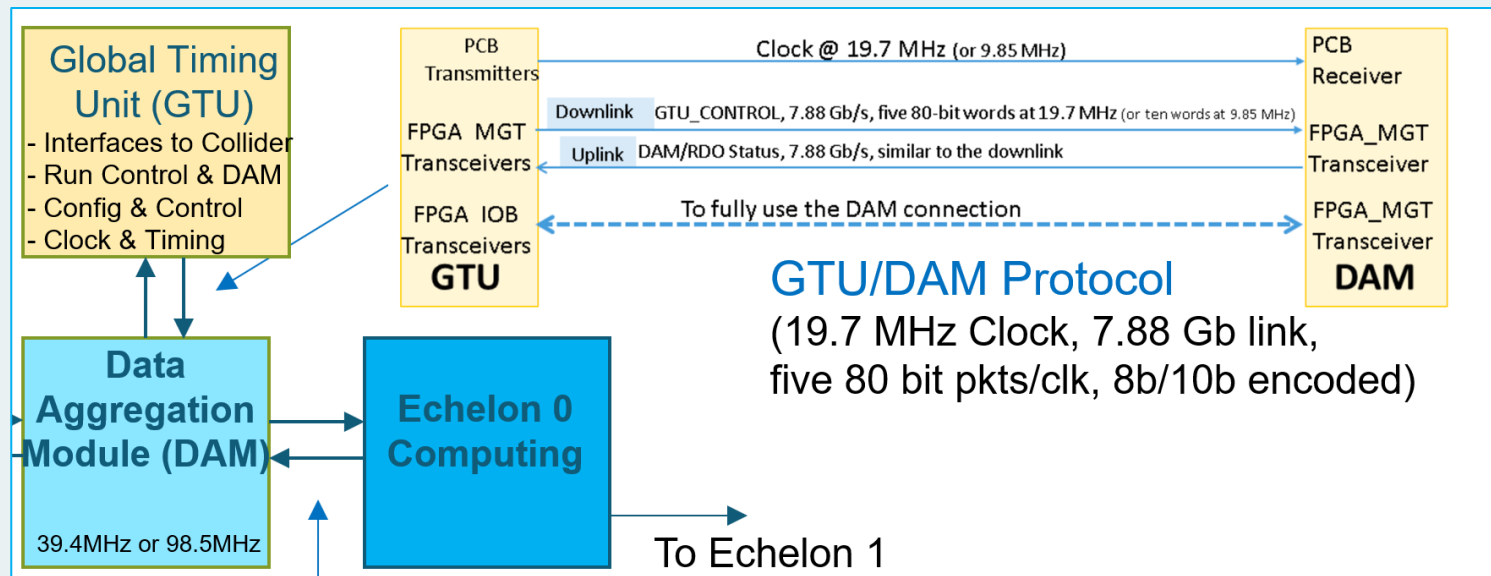 Global Timing
Unit (GTU)
- Interfaces to Collider
- Run Control & DAM
- Config & Control
- Clock & Timing
Data
Aggregation
Module (DAM)
39.4MHz or 98.5MHz
Echelon 0
Computing
To Echelon 1
PCB
Transmitters
FPGA MGT
Transceivers
FPGA IOB
Transceivers
GTU
Clock @ 19.7 MHz (or 9.85 MHz)
Downlink GTU_CONTROL, 7.88 Gb/s, five 80-bit words at 19.7 MHz (or ten words at 9.85 MHz)
Uplink DAM/RDO Status, 7.88 Gb/s, similar to the downlink
To fully use the DAM connection
PCB
Receiver
FPGA_MGT
Transceiver
FPGA_MGT
Transceiver
DAM
GTU/DAM Protocol
(19.7 MHz Clock, 7.88 Gb link,
five 80 bit pkts/clk, 8b/10b encoded)